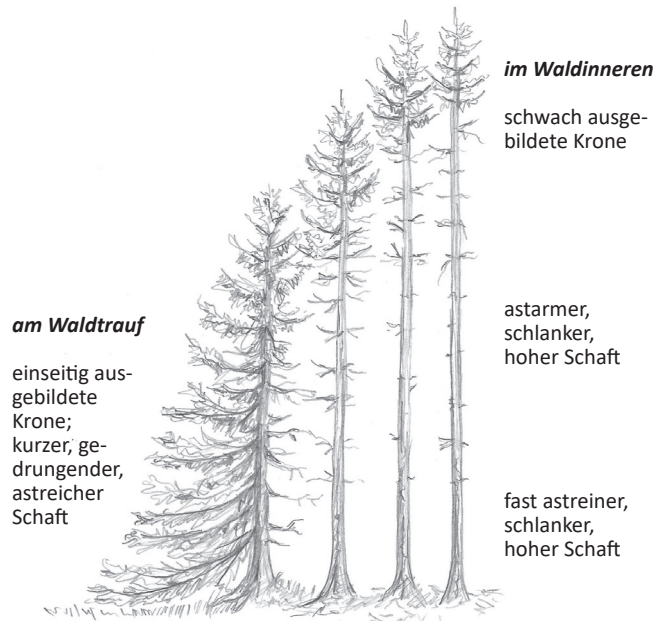 im Waldinneren
schwach ausge-
bildete Krone
astarmer,
schlanker,
hoher Schaft
fast astreiner,
schlanker,
hoher Schaft
am Waldtrauf
einseitig aus-
gebildete
Krone;
kurzer, ge-
drungender,
astreicher
Schaft